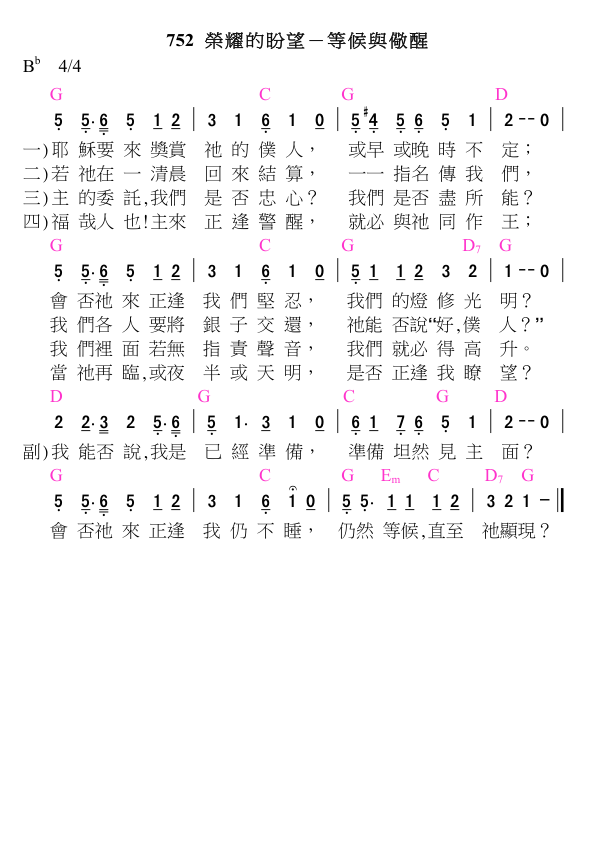 752 榮耀的盼望－等候與儆醒
Bb 4/4
G C G D
5 5·6 5 1 2 | 3 1 6 1 0 | 5 #4 5 6 5 1 | 2 -- 0 |
一)耶 穌要 來 獎賞 祂 的 僕 人， 或早 或晚 時 不 定；
二)若 祂在 一 清晨 回 來 結 算， 一一 指名 傳 我 們，
三)主 的委 託,我們 是 否 忠 心？ 我們 是否 盡 所 能？
四)福 哉人 也!主來 正 逢 警 醒， 就必 與祂 同 作 王；
G C G D7 G
5 5·6 5 1 2 | 3 1 6 1 0 | 5 1 1 2 3 2 | 1 -- 0 |
會 否祂 來 正逢 我 們 堅 忍， 我們 的燈 修 光 明？
我 們各 人 要將 銀 子 交 還， 祂能 否說“好,僕 人？”
我 們裡 面 若無 指 責 聲 音， 我們 就必 得 高 升。
當 祂再 臨,或夜 半 或 天 明， 是否 正逢 我 瞭 望？
D G C G D
2 2·3 2 5·6 | 5 1· 3 1 0 | 6 1 7 6 5 1 | 2 -- 0 |
副)我 能否 說,我是 已 經 準 備， 準備 坦然 見 主 面？
G C G Em C D7 G
5 5·6 5 1 2 | 3 1 6 1 0 | 5 5· 1 1 1 2 | 3 2 1 - ||
會 否祂 來 正逢 我 仍 不 睡， 仍然 等候,直至 祂顯現？